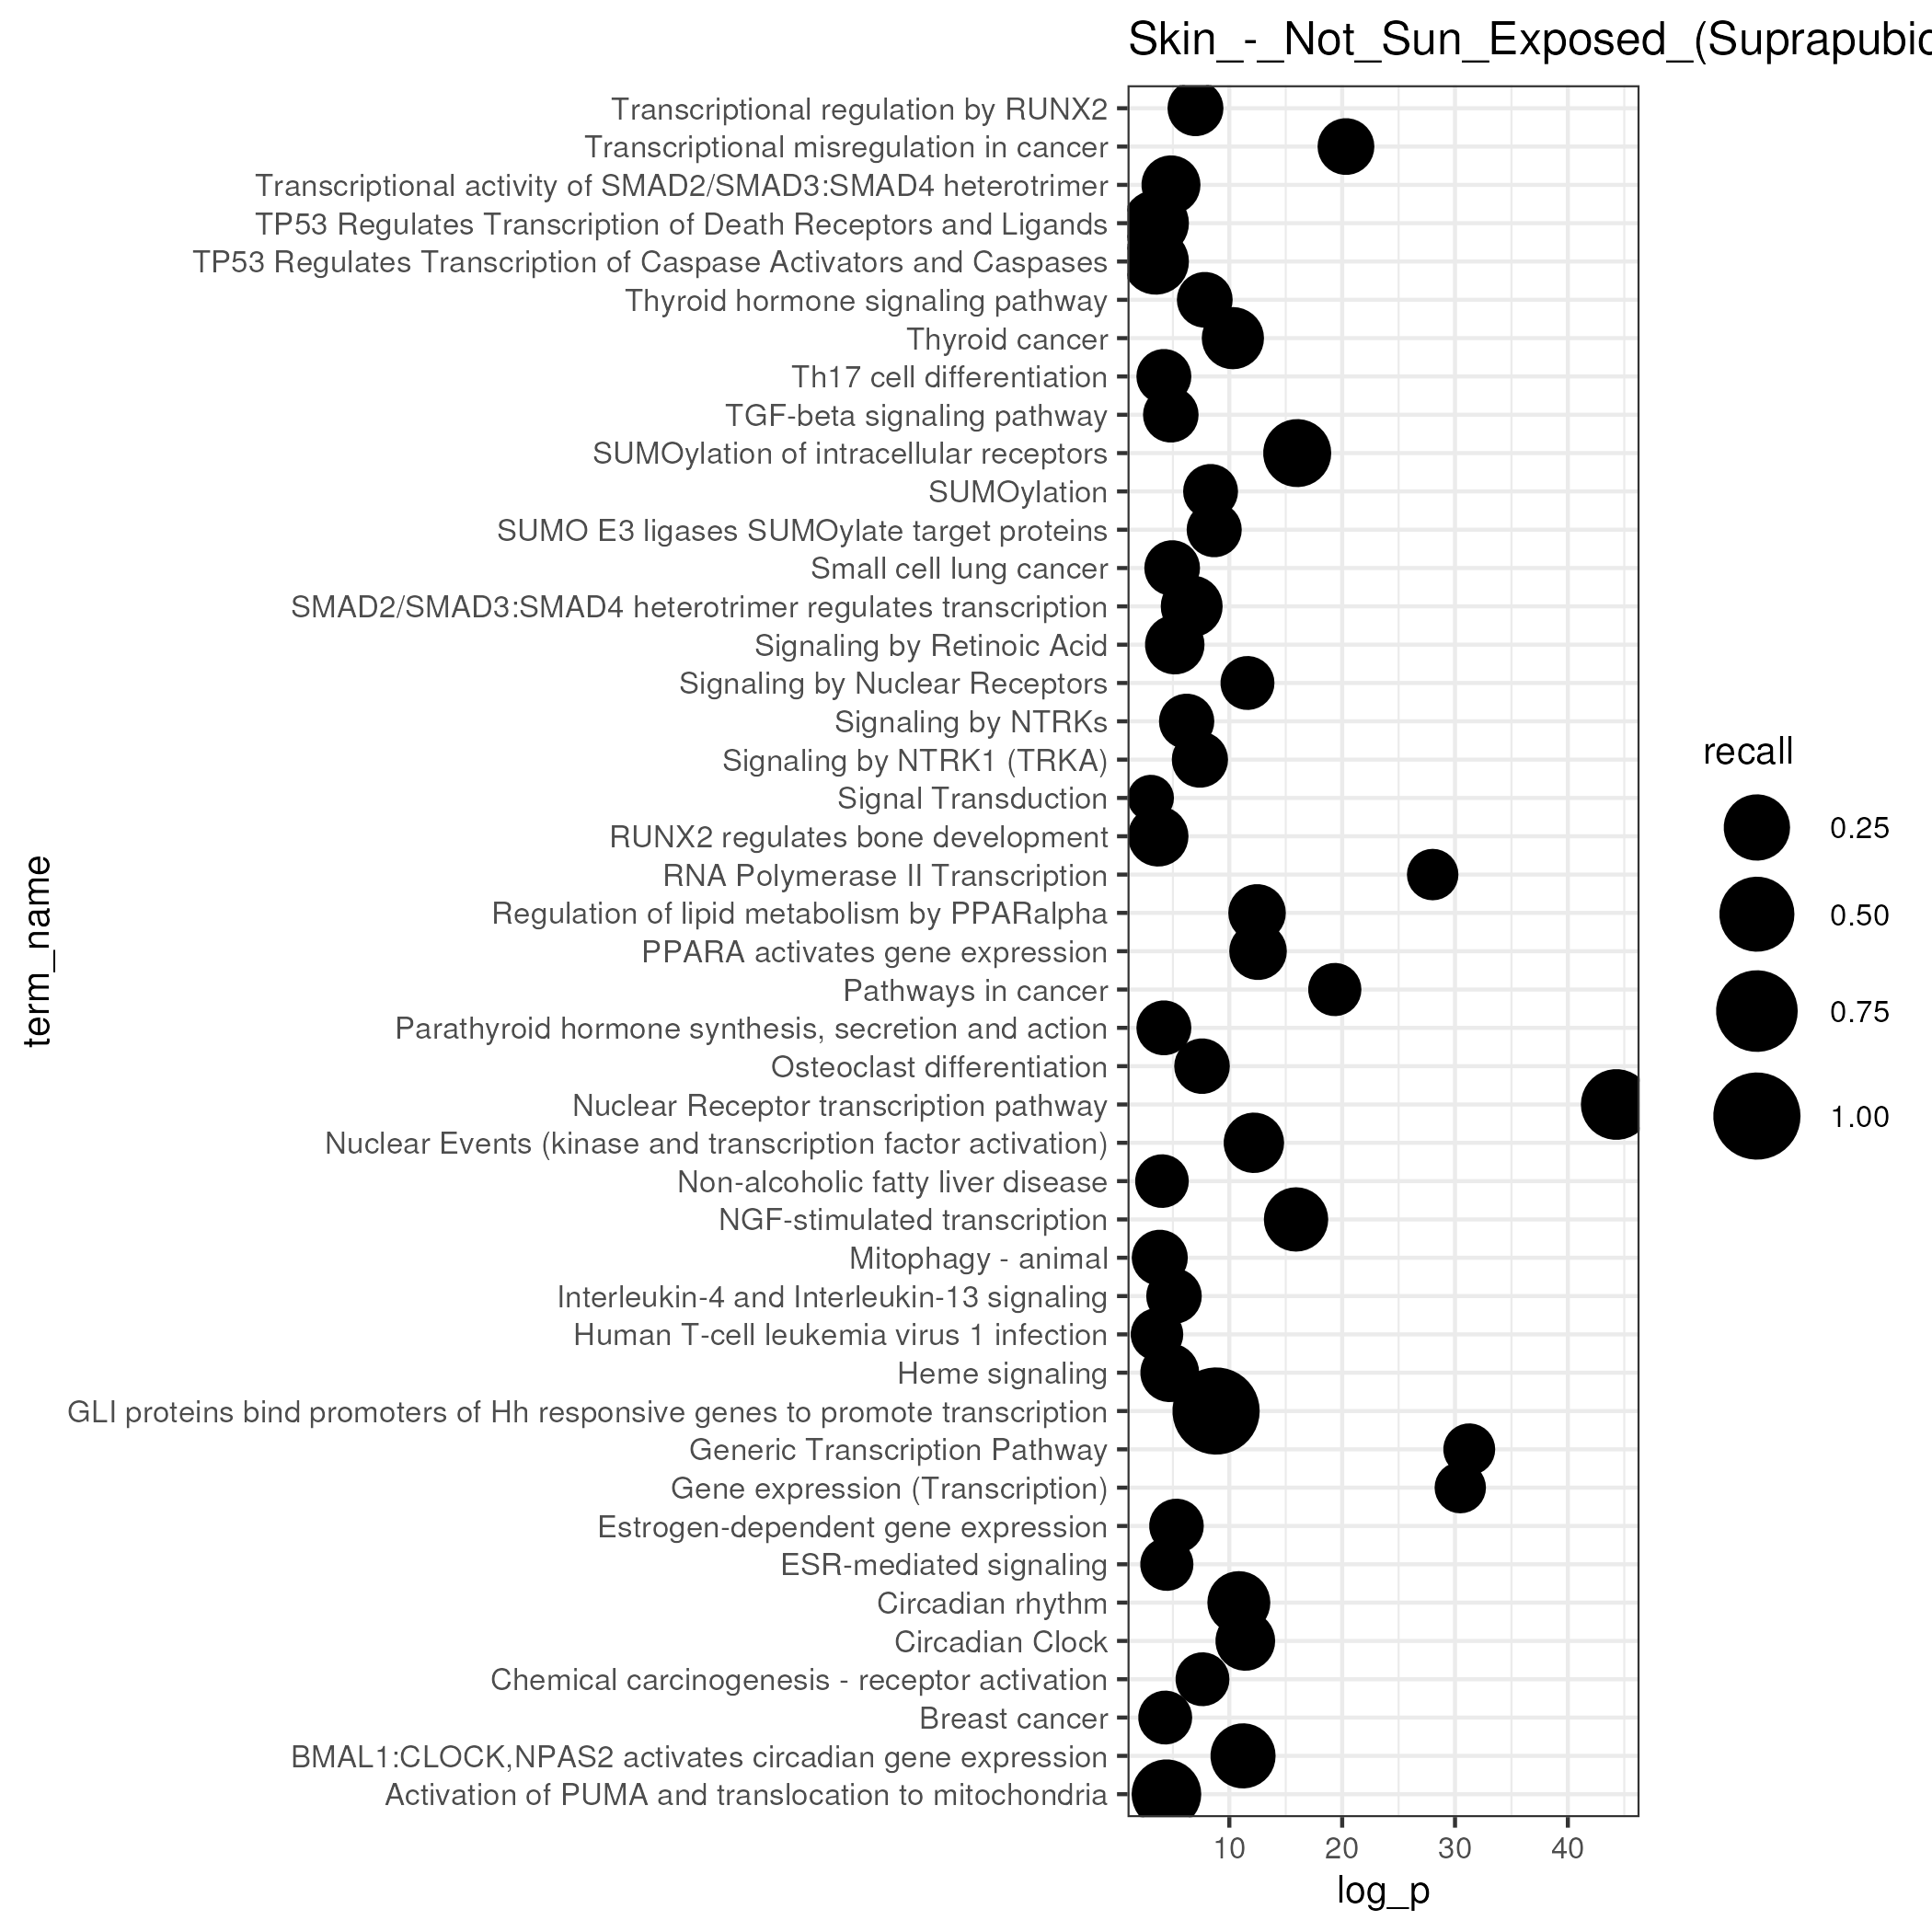 Skin_-_Not_Sun_Exposed_(Suprapubic
Transcriptional regulation by RUNX2
Transcriptional misregulation in cancer
Transcriptional activity of SMAD2/SMAD3:SMAD4 heterotrimer
TP53 Regulates Transcription of Death Receptors and Ligands
TP53 Regulates Transcription of Caspase Activators and Caspases
Thyroid hormone signaling pathway
Thyroid cancer
Th17 cell differentiation
TGF-beta signaling pathway
SUMOylation of intracellular receptors
SUMOylation
SUMO E3 ligases SUMOylate target proteins
Small cell lung cancer
SMAD2/SMAD3:SMAD4 heterotrimer regulates transcription
Signaling by Retinoic Acid
Signaling by Nuclear Receptors
Signaling by NTRKs
Signaling by NTRK1 (TRKA)
Signal Transduction
RUNX2 regulates bone development
RNA Polymerase II Transcription
Regulation of lipid metabolism by PPARalpha
PPARA activates gene expression
Pathways in cancer
Parathyroid hormone synthesis, secretion and action
Osteoclast differentiation
Nuclear Receptor transcription pathway
Nuclear Events (kinase and transcription factor activation)
Non-alcoholic fatty liver disease
NGF-stimulated transcription
Mitophagy - animal
Interleukin-4 and Interleukin-13 signaling
Human T-cell leukemia virus 1 infection
Heme signaling
GLI proteins bind promoters of Hh responsive genes to promote transcription
Generic Transcription Pathway
Gene expression (Transcription)
Estrogen-dependent gene expression
ESR-mediated signaling
Circadian rhythm
Circadian Clock
Chemical carcinogenesis - receptor activation
Breast cancer
BMAL1:CLOCK,NPAS2 activates circadian gene expression
Activation of PUMA and translocation to mitochondria
term_name
10 20 30 40
log_p
recall
0.25
0.50
0.75
1.00